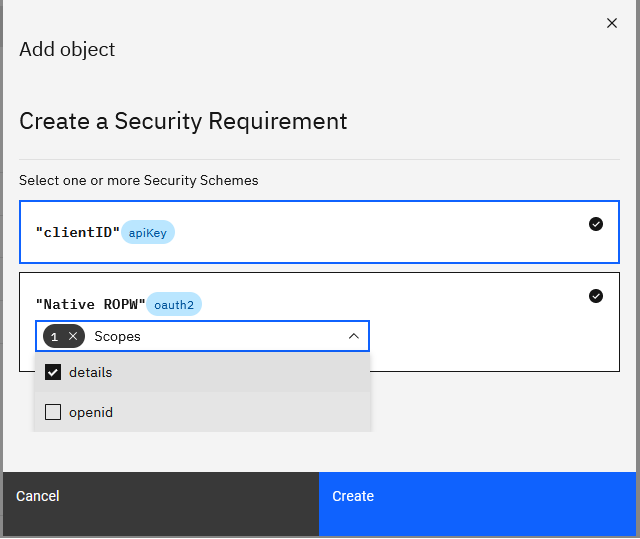 Add object
Create a Security Requirement
Select one or more Security Schemes
"clientID" apiKey
"Native ROPW" oauth2
1 Scopes
details
openid
Cancel
Create